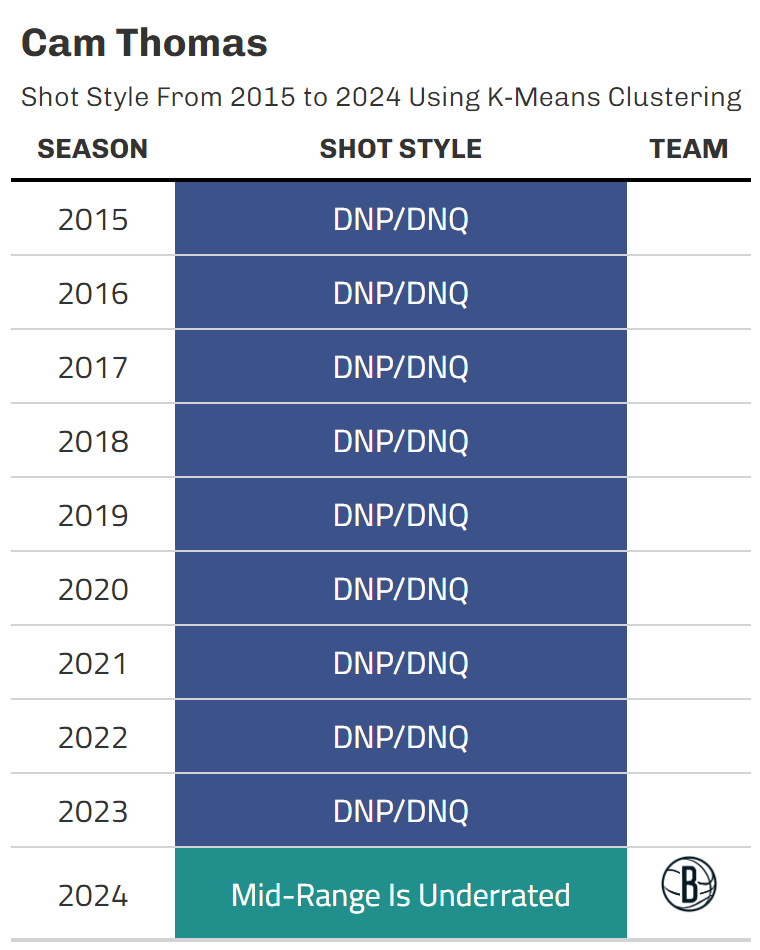 Cam Thomas
Shot Style From 2015 to 2024 Using K-Means Clustering
SEASON SHOT STYLE TEAM
2015 DNP/DNQ
2016 DNP/DNQ
2017 DNP/DNQ
2018 DNP/DNQ
2019 DNP/DNQ
2020 DNP/DNQ
2021 DNP/DNQ
2022 DNP/DNQ
2023 DNP/DNQ
2024 Mid-Range Is Underrated B